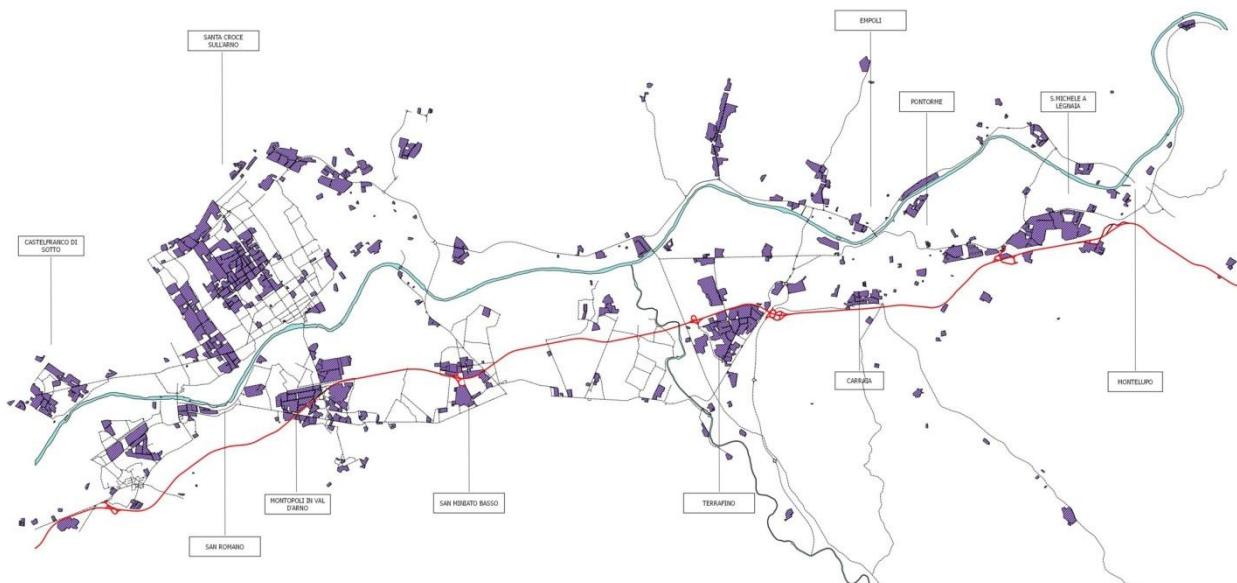 EMPOLI
SANTA CROCE
SULL'ARNO
PONTORME
S.MICHELE A
LEGNAIA
CASTELFRANCO DI
SOTTO
CARRAIA
MONTELUPO
MONTOPOLI IN VAL
D'ARNO
SAN MINIATO BASSO
TERRAFINO
SAN ROMANO